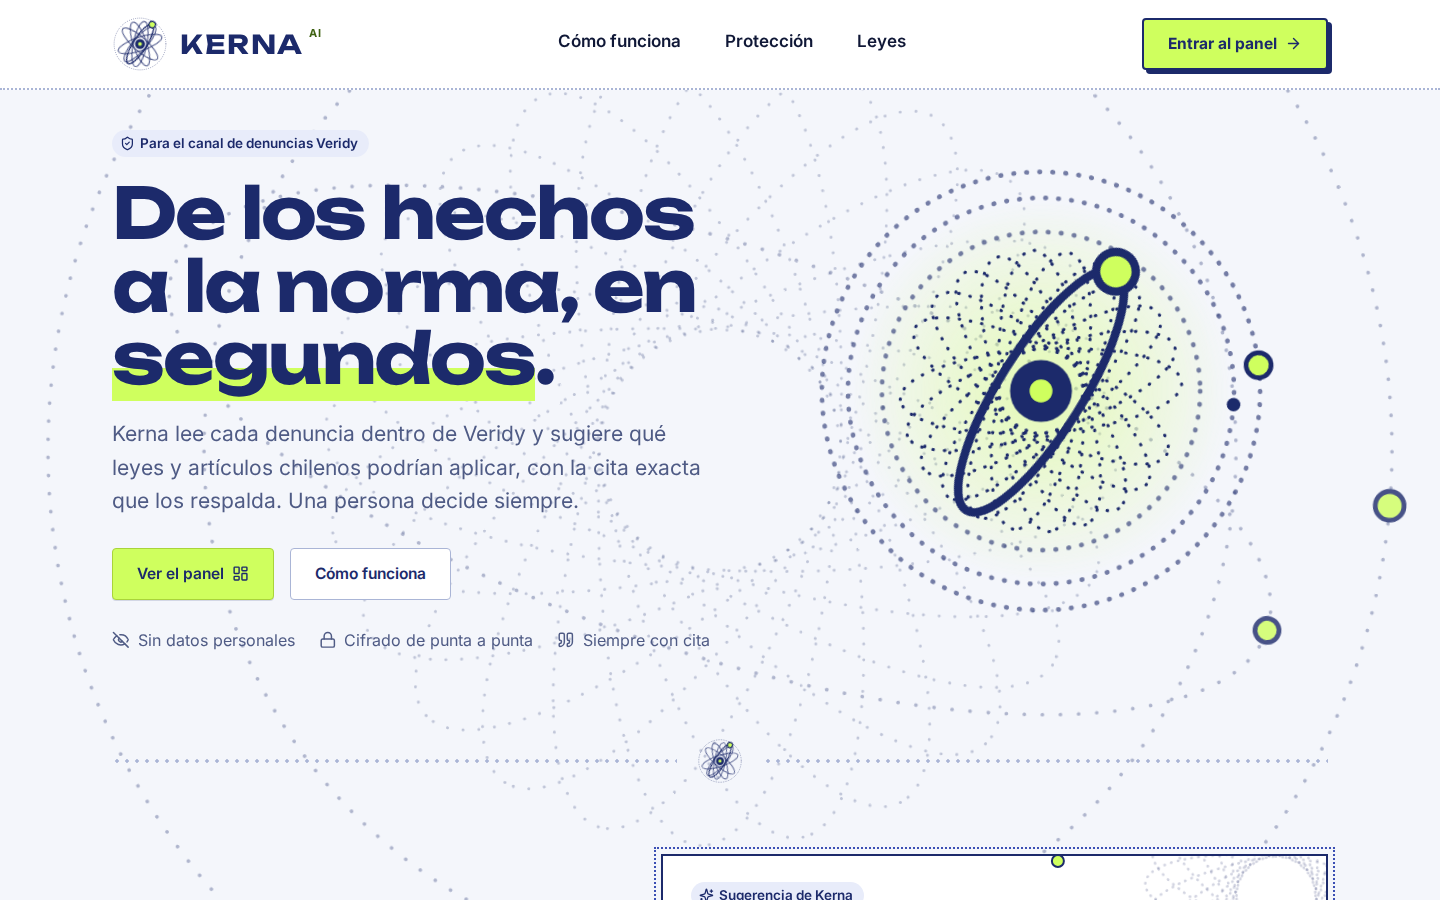 KERNA AI
Cómo funciona
Protección
Leyes
Entrar al panel
Para el canal de denuncias Veridy
De los hechos
a la norma, en
segundos.
Kerna lee cada denuncia dentro de Veridy y sugiere qué
leyes y artículos chilenos podrían aplicar, con la cita exacta
que los respalda. Una persona decide siempre.
Ver el panel
Cómo funciona
Sin datos personales
Cifrado de punta a punta
Siempre con cita
Sugerencia de Kerna